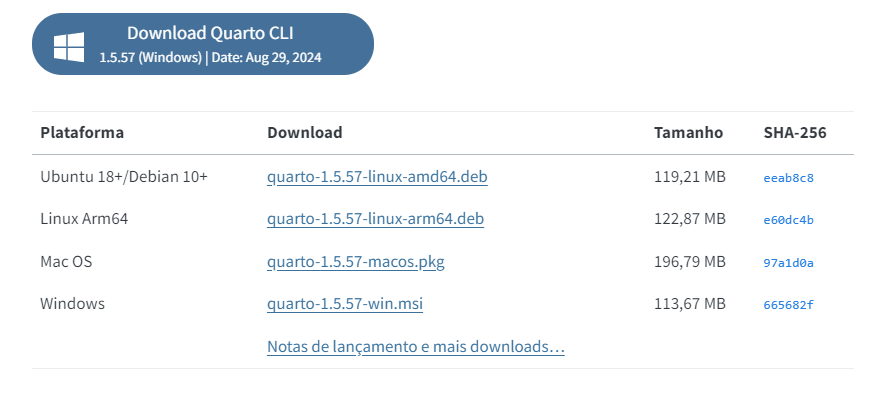 Download Quarto CLI
1.5.57 (Windows) | Date: Aug 29, 2024
Plataforma Download Tamanho SHA-256
Ubuntu 18+/Debian 10+ quarto-1.5.57-linux-amd64.deb 119,21 MB eeab8c8
Linux Arm64 quarto-1.5.57-linux-arm64.deb 122,87 MB e60dc4b
Mac OS quarto-1.5.57-macos.pkg 196,79 MB 97a1d0a
Windows quarto-1.5.57-win.msi 113,67 MB 665682f
Notas de lançamento e mais downloads…